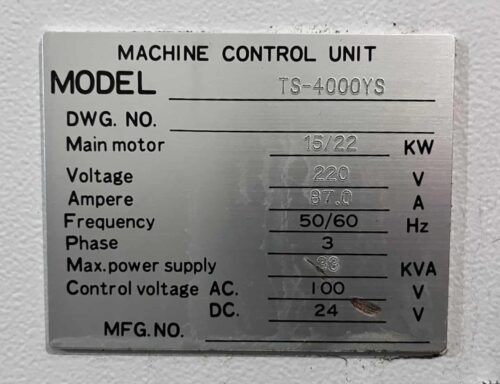 MACHINE CONTROL UNIT
MODEL TS-4000YS
DWG. NO.
Main motor 15/22 KW
Voltage 220 V
Ampere 87.0 A
Frequency 50/60 Hz
Phase 3
Max. power supply 33 KVA
Control voltage AC. 100 V
DC. 24 V
MFG. NO.